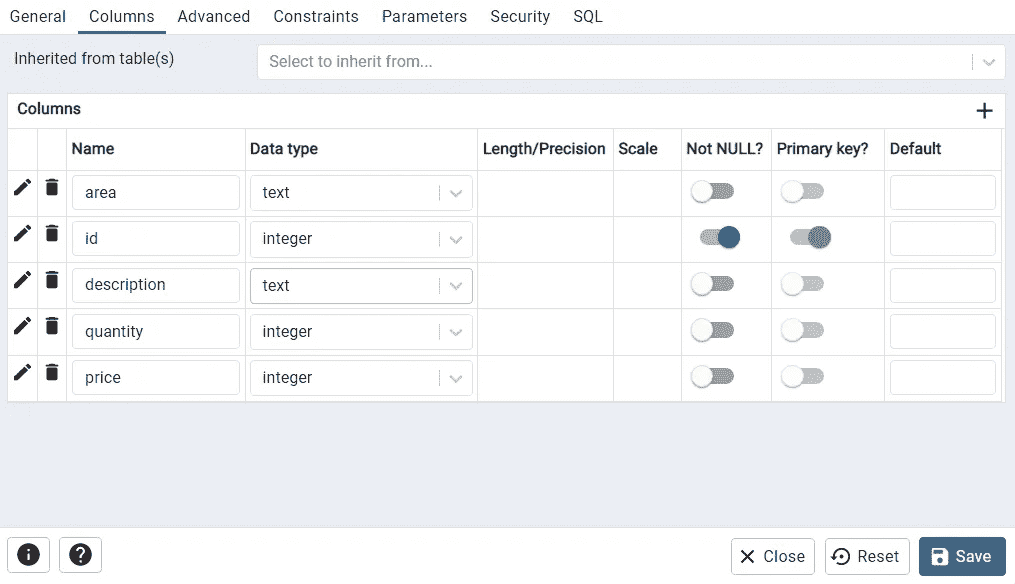 General Columns Advanced Constraints Parameters Security SQL
Inherited from table(s) Select to inherit from...
Columns
Name Data type Length/Precision Scale Not NULL? Primary key? Default
area text
id integer
description text
quantity integer
price integer
Close Reset Save